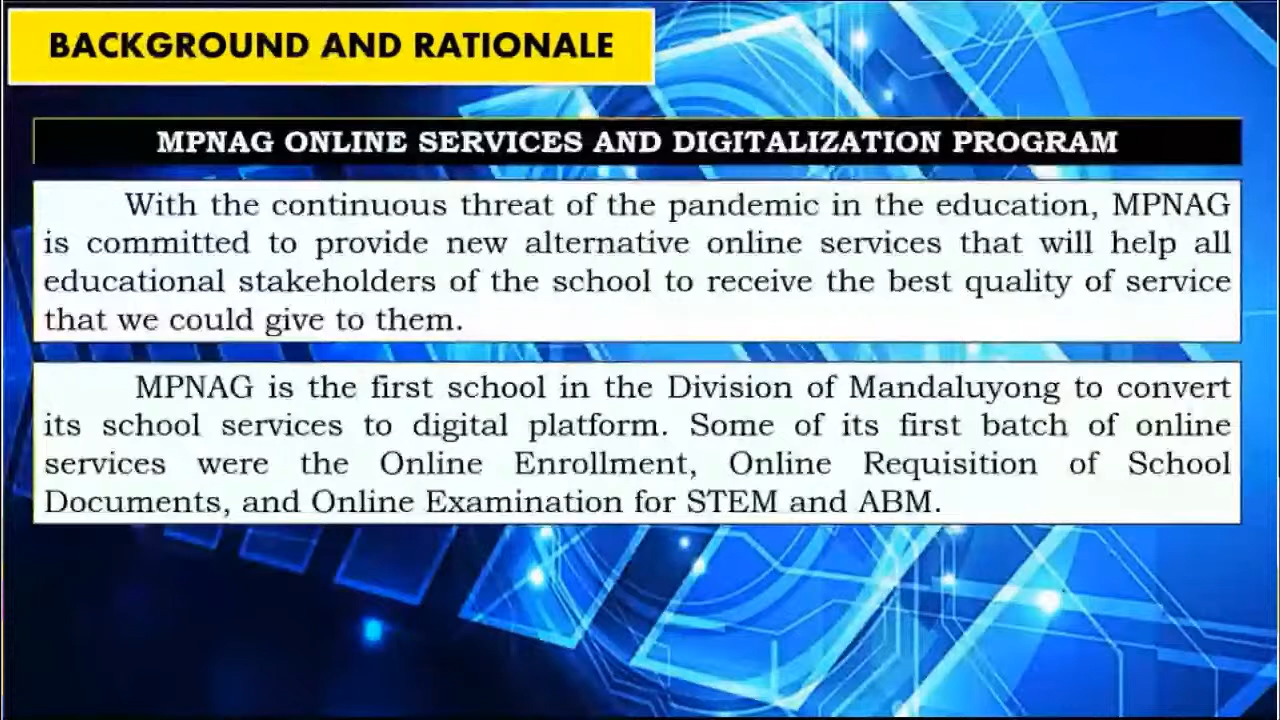 BACKGROUND AND RATIONALE
MPNAG ONLINE SERVICES AND DIGITALIZATION PROGRAM
With the continuous threat of the pandemic in the education, MPNAG
is committed to provide new alternative online services that will help all
educational stakeholders of the school to receive the best quality of service
that we could give to them.
MPNAG is the first school in the Division of Mandaluyong to convert
its school services to digital platform. Some of its first batch of online
services were the Online Enrollment, Online Requisition of School
Documents, and Online Examination for STEM and ABM.